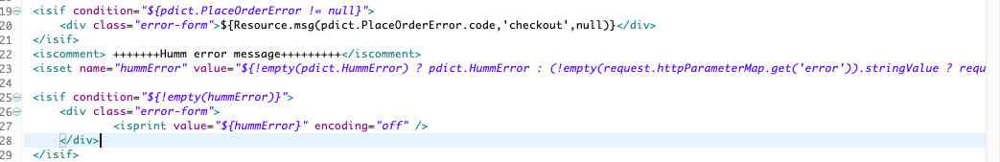 19 <isif condition="${pdict.PlaceOrderError != null}">
20 <div class="error-form">${Resource.msg(pdict.PlaceOrderError.code,'checkout',null)}</div>
21 </isif>
22 <iscomment> +++++++Humm error message+++++++++</iscomment>
23 <isset name="hummError" value="${!empty(pdict.HummError) ? pdict.HummError : (!empty(request.httpParameterMap.get('error')).stringValue ? requ
24
25 <isif condition="${!empty(hummError)}">
26 <div class="error-form">
27 <isprint value="${hummError}" encoding="off" />
28 </div>
29 </isif>